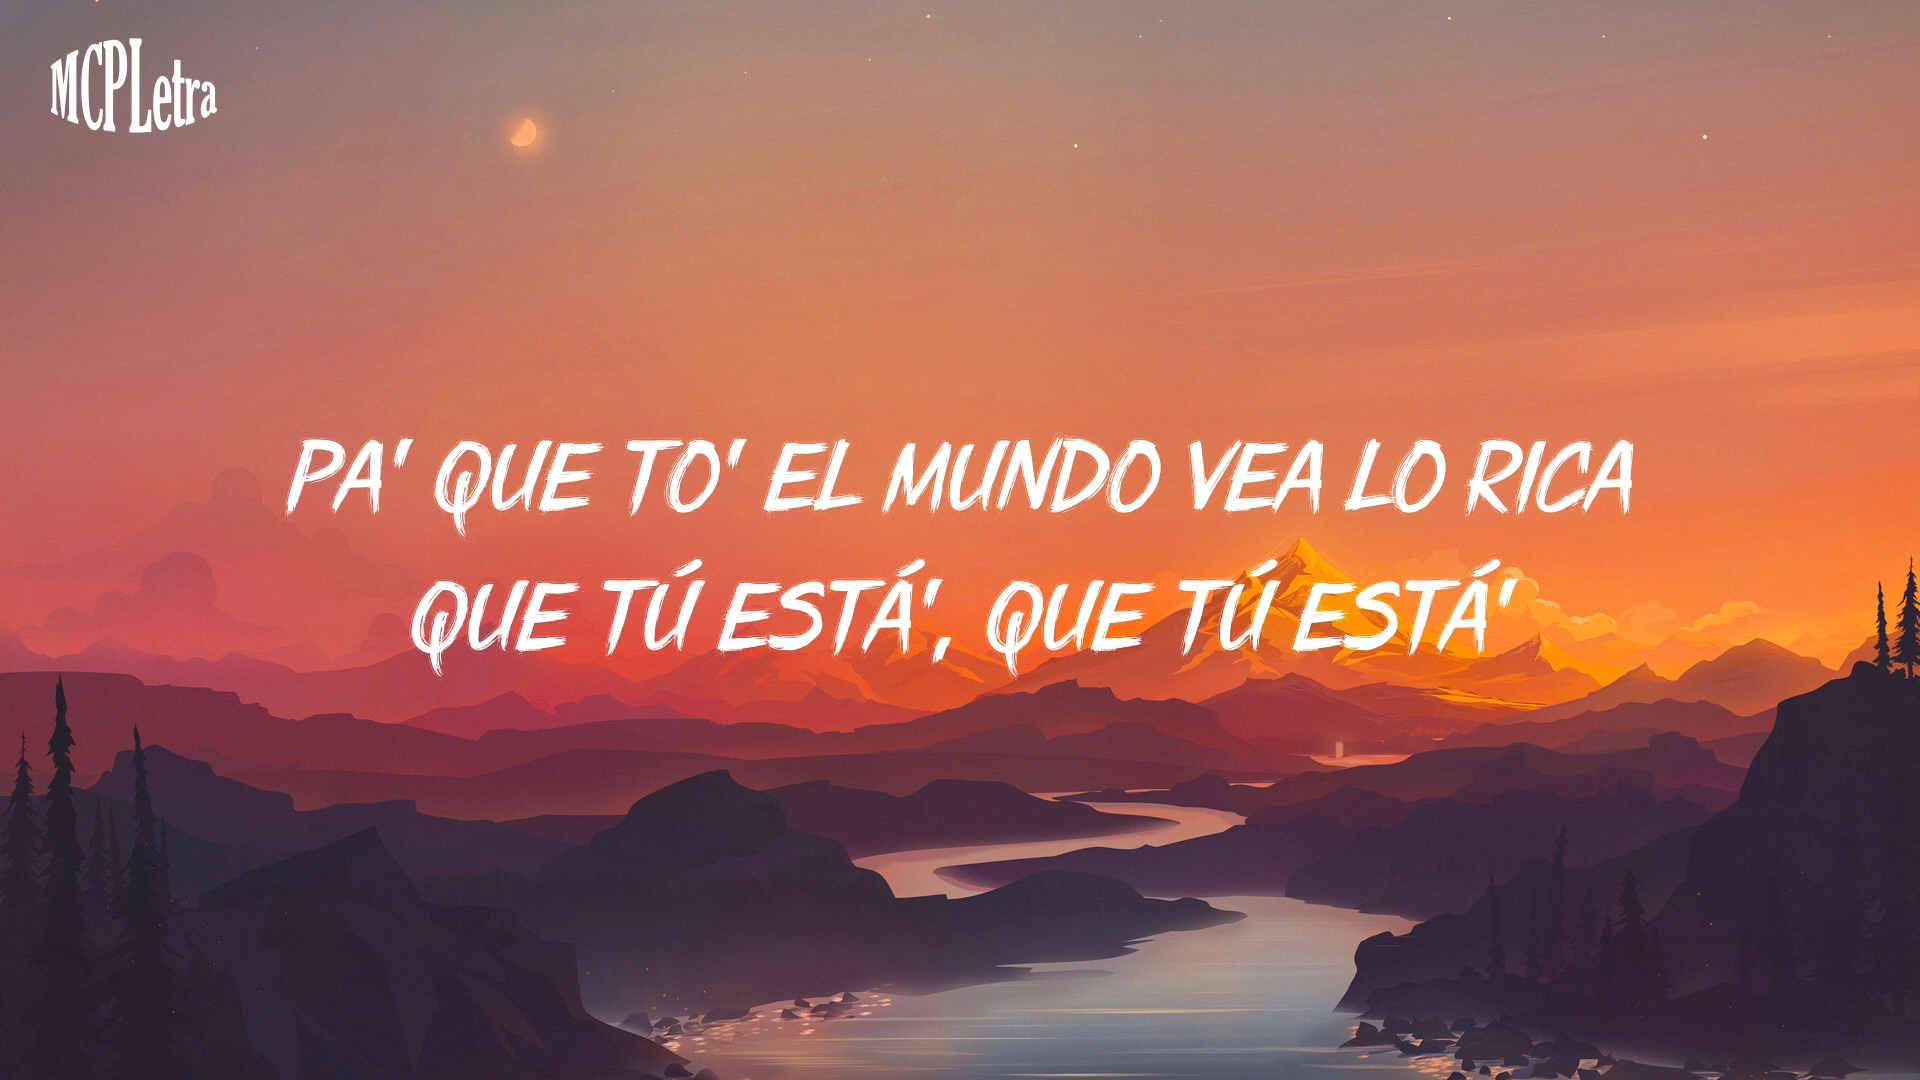 MCPLetra
PA' QUE TO' EL MUNDO VEA LO RICA
QUE TÚ ESTÁ', QUE TÚ ESTÁ'